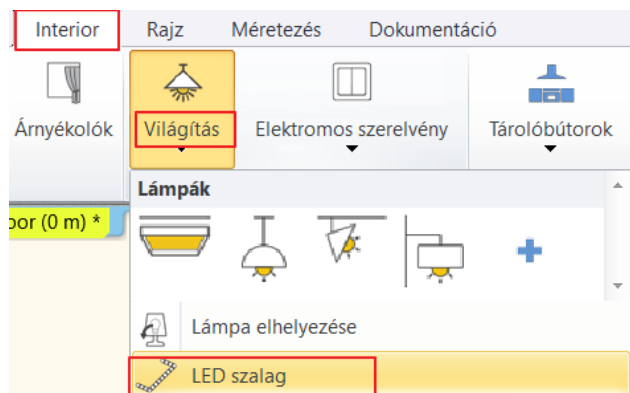 Interior Rajz Méretezés Dokumentáció
Árnyékolók Világítás Elektromos szerelvény Tárolóbútorok
Lámpák
oor (0 m) *
Lámpa elhelyezése
LED szalag